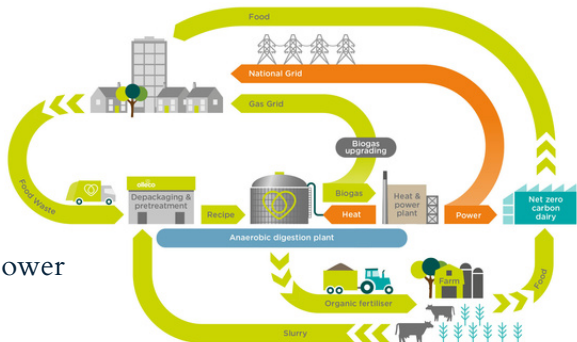 Food
National Grid
Gas Grid
Biogas
upgrading
Food Waste
olleco
Depackaging &
pretreatment
Recipe
Biogas
Heat
Heat &
power
plant
Power
Net zero
carbon
dairy
Anaerobic digestion plant
ower
Organic fertiliser
Farm
Food
Slurry